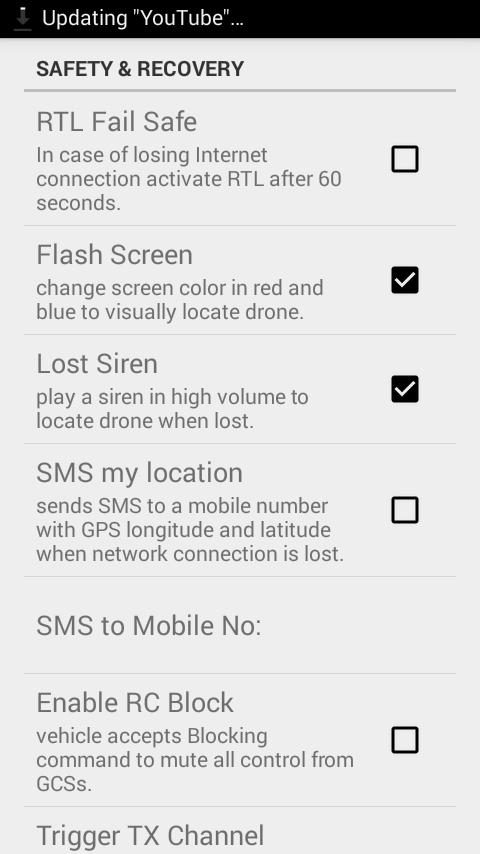 Updating "YouTube"...
SAFETY & RECOVERY
RTL Fail Safe
In case of losing Internet
connection activate RTL after 60
seconds.
Flash Screen
change screen color in red and
blue to visually locate drone.
Lost Siren
play a siren in high volume to
locate drone when lost.
SMS my location
sends SMS to a mobile number
with GPS longitude and latitude
when network connection is lost.
SMS to Mobile No:
Enable RC Block
vehicle accepts Blocking
command to mute all control from
GCSs.
Trigger TX Channel